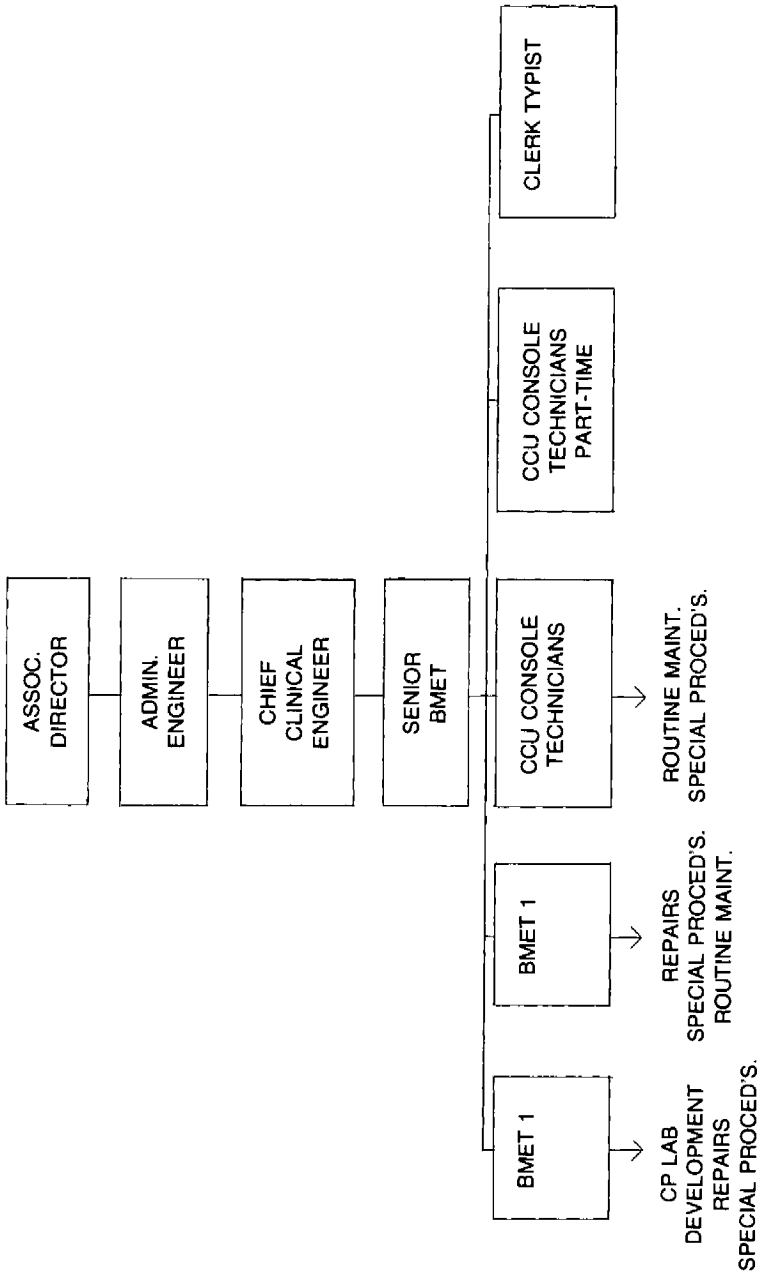 ASSOC.
DIRECTOR
ADMIN.
ENGINEER
CHIEF
CLINICAL
ENGINEER
SENIOR
BMET
BMET 1
CP LAB
DEVELOPMENT
REPAIRS
SPECIAL PROCED'S.
BMET 1
REPAIRS
SPECIAL PROCED'S.
ROUTINE MAINT.
CCU CONSOLE
TECHNICIANS
ROUTINE MAINT.
SPECIAL PROCED'S.
CCU CONSOLE
TECHNICIANS
PART-TIME
CLERK TYPIST